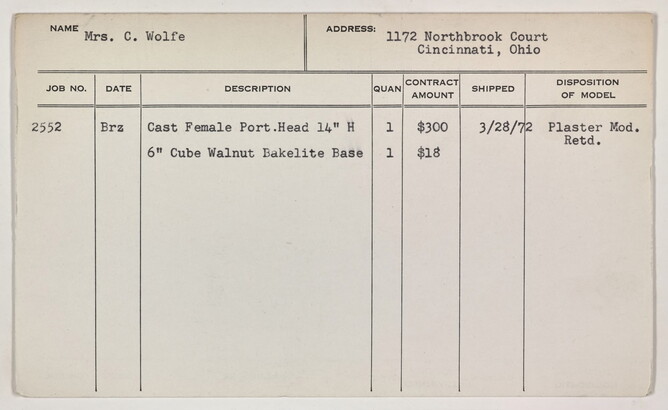 NAME Mrs. C. Wolfe ADDRESS: 1172 Northbrook Court
Cincinnati, Ohio
JOB NO. DATE DESCRIPTION QUAN CONTRACT AMOUNT SHIPPED DISPOSITION OF MODEL
2552 Brz Cast Female Port.Head 14" H 1 $300 3/28/72 Plaster Mod.
Retd.
6" Cube Walnut Bakelite Base 1 $18